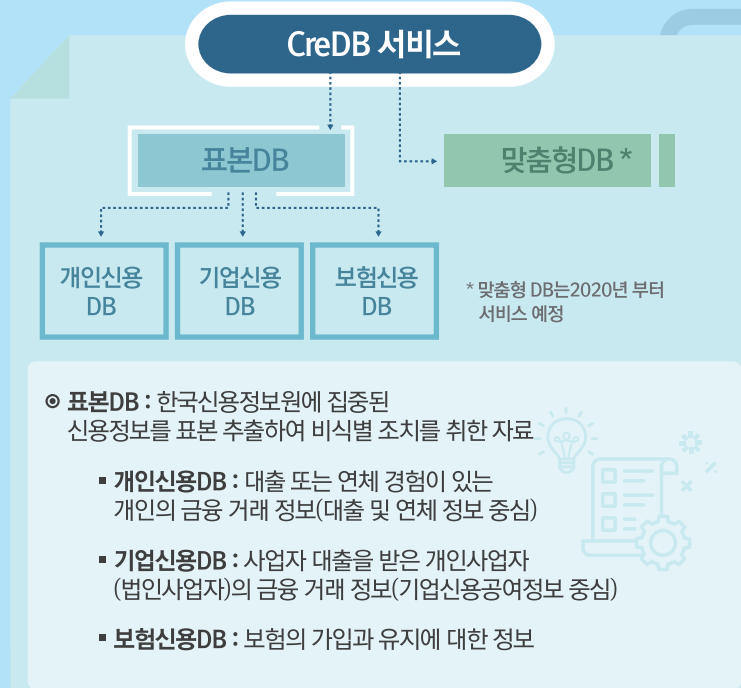 CreDB 서비스
표본DB
맞춤형DB *
개인신용
DB
기업신용
DB
보험신용
DB
* 맞춤형 DB는2020년 부터
서비스 예정
◉ 표본DB : 한국신용정보원에 집중된
신용정보를 표본 추출하여 비식별 조치를 취한 자료
▪ 개인신용DB : 대출 또는 연체 경험이 있는
개인의 금융 거래 정보(대출 및 연체 정보 중심)
▪ 기업신용DB : 사업자 대출을 받은 개인사업자
(법인사업자)의 금융 거래 정보(기업신용공여정보 중심)
▪ 보험신용DB : 보험의 가입과 유지에 대한 정보